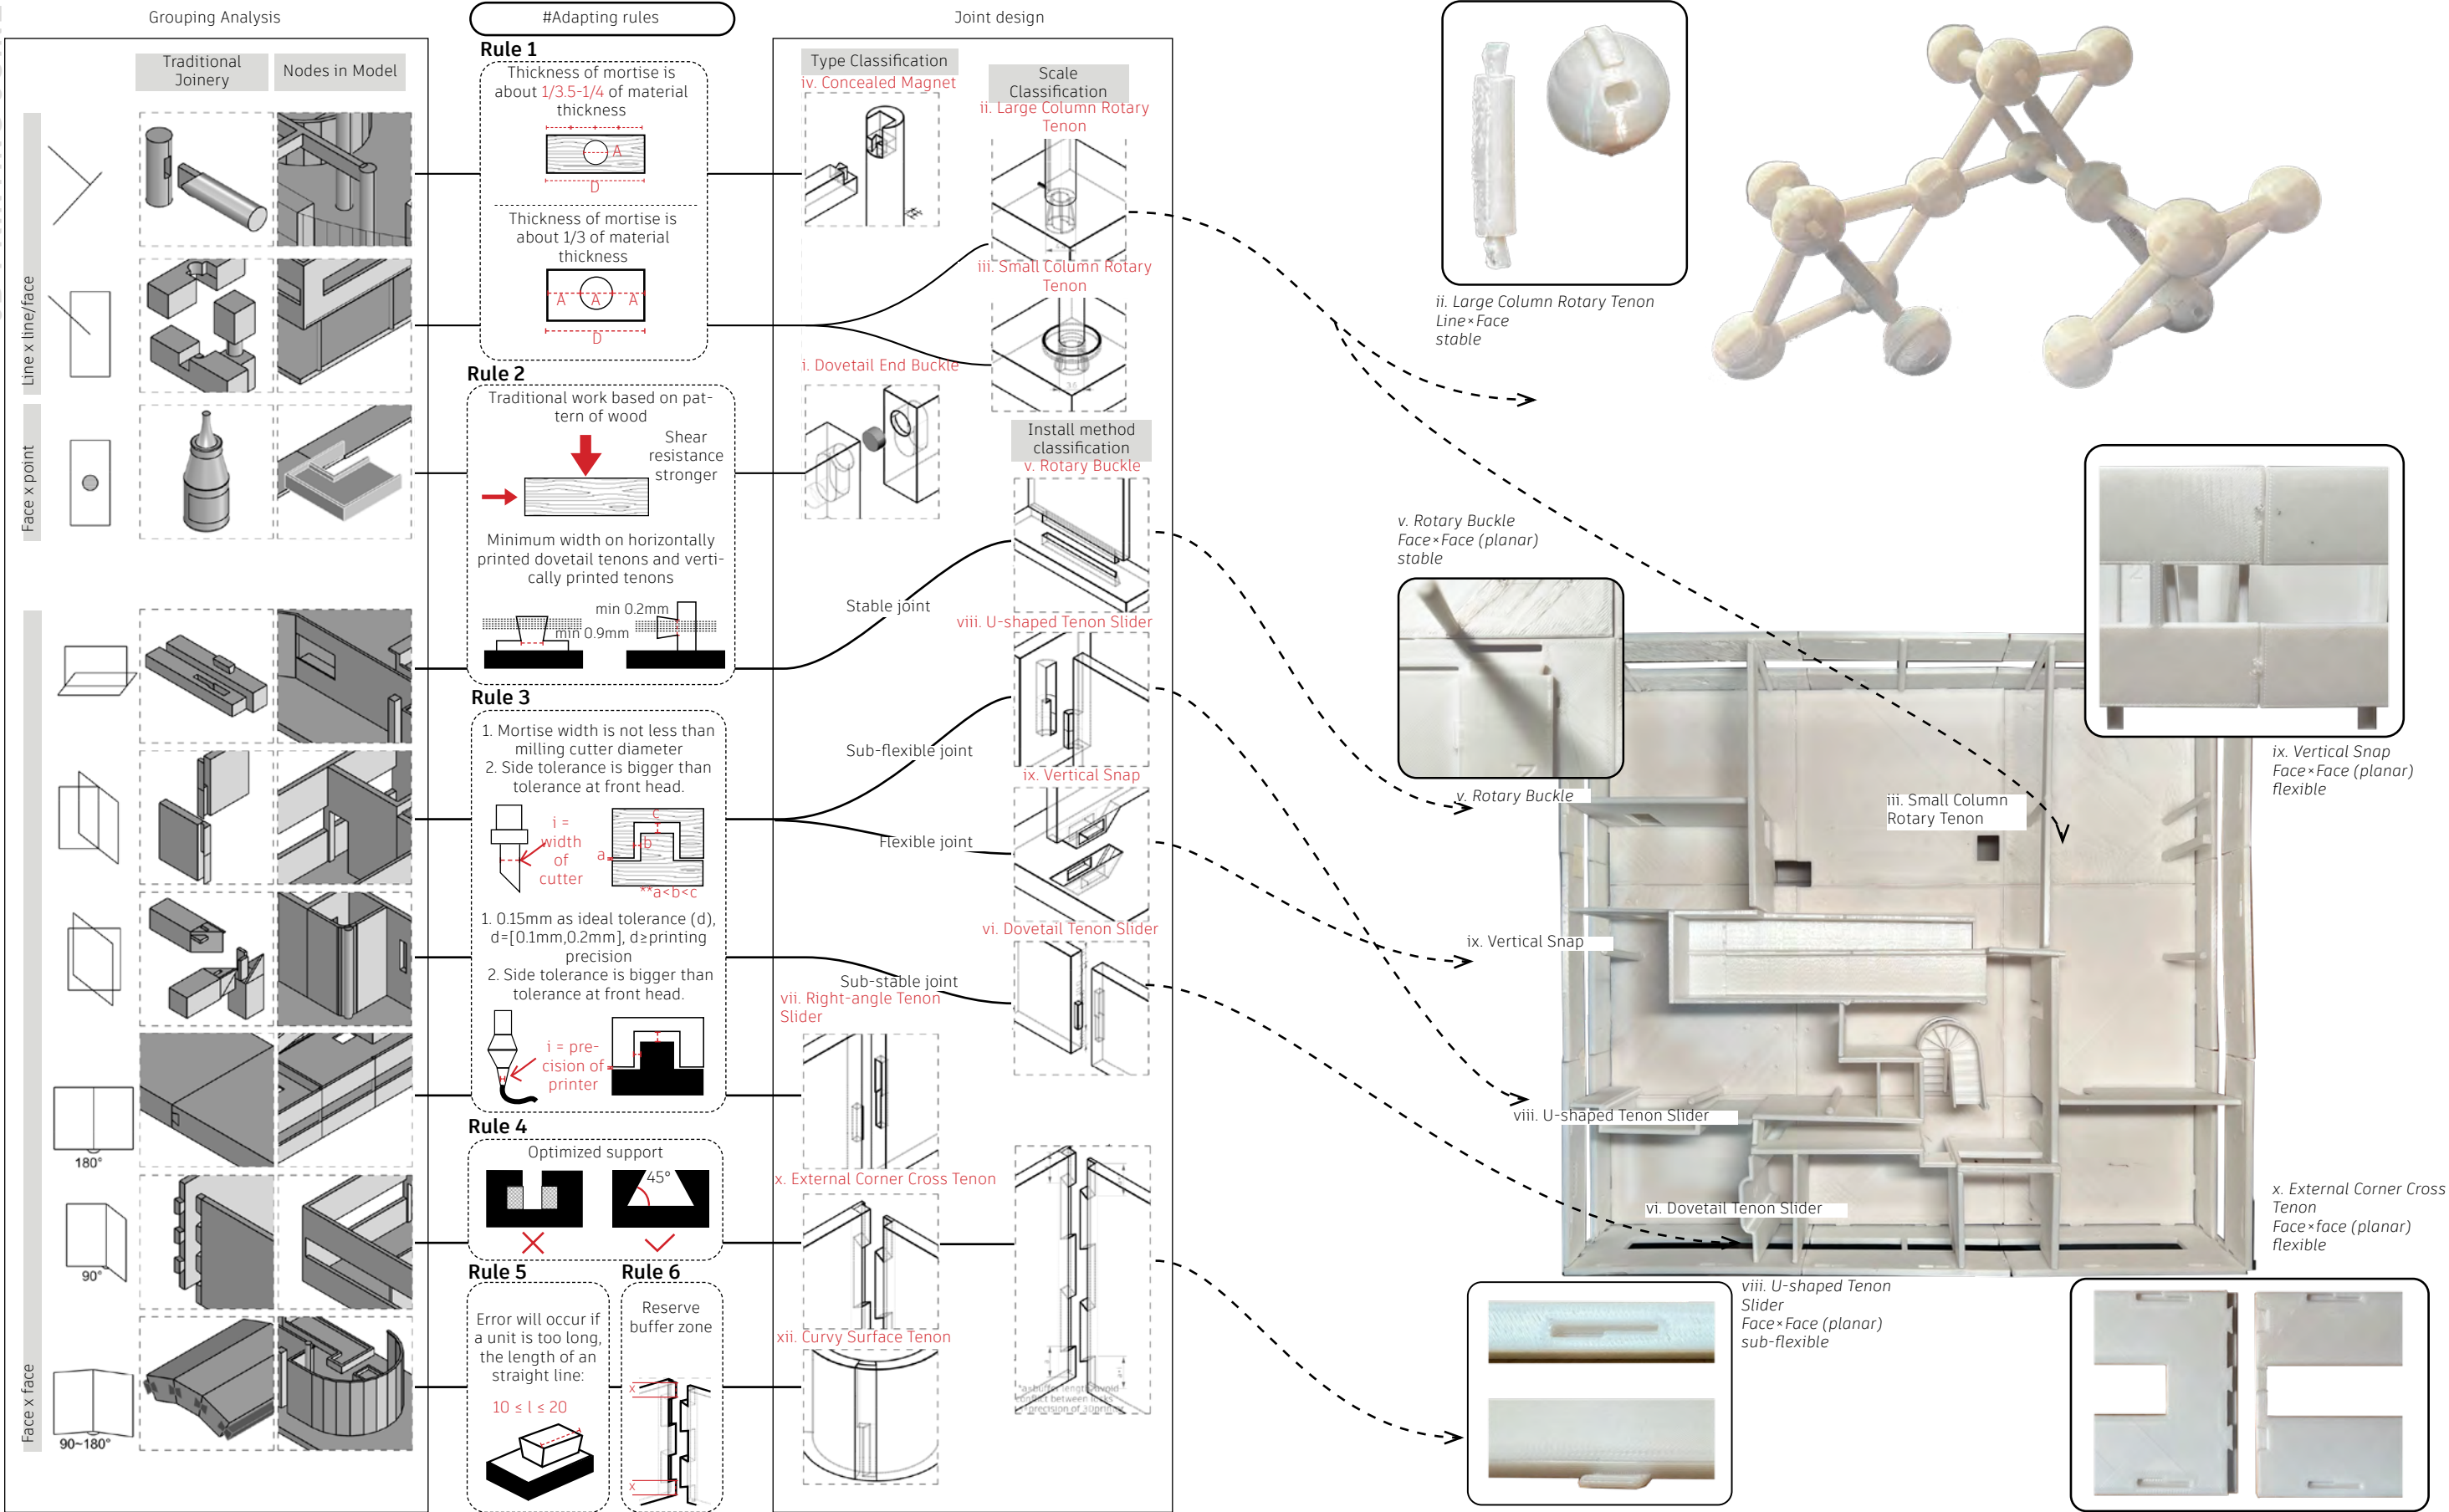 Grouping Analysis
#Adapting rules
Joint design
Traditional
Joinery
Nodes in Model
Line x line/face
Face x point
Face x face
180°
90°
90~180°
Rule 1
Thickness of mortise is
about 1/3.5-1/4 of material
thickness
A
D
Thickness of mortise is
about 1/3 of material
thickness
A A A
D
Rule 2
Traditional work based on pat-
tern of wood
Shear
resistance
stronger
Minimum width on horizontally
printed dovetail tenons and verti-
cally printed tenons
min 0.2mm
min 0.9mm
Rule 3
1. Mortise width is not less than
milling cutter diameter
2. Side tolerance is bigger than
tolerance at front head.
i =
width
of
cutter
c
b
a
**a<b<c
1. 0.15mm as ideal tolerance (d),
d=[0.1mm,0.2mm], d≥printing
precision
2. Side tolerance is bigger than
tolerance at front head.
i = pre-
cision of
printer
Rule 4
Optimized support
45°
Rule 5
Error will occur if
a unit is too long,
the length of an
straight line:
10 ≤ l ≤ 20
Rule 6
Reserve
buffer zone
x
x
Type Classification
iv. Concealed Magnet
Scale
Classification
ii. Large Column Rotary
Tenon
iii. Small Column Rotary
Tenon
3.5
i. Dovetail End Buckle
Install method
classification
v. Rotary Buckle
Stable joint
viii. U-shaped Tenon Slider
Sub-flexible joint
ix. Vertical Snap
Flexible joint
vi. Dovetail Tenon Slider
Sub-stable joint
vii. Right-angle Tenon
Slider
x. External Corner Cross Tenon
xii. Curvy Surface Tenon
ii. Large Column Rotary Tenon
Line×Face
stable
v. Rotary Buckle
Face×Face (planar)
stable
ix. Vertical Snap
Face×Face (planar)
flexible
v. Rotary Buckle
iii. Small Column
Rotary Tenon
ix. Vertical Snap
viii. U-shaped Tenon Slider
vi. Dovetail Tenon Slider
x. External Corner Cross
Tenon
Face×face (planar)
flexible
viii. U-shaped Tenon
Slider
Face×Face (planar)
sub-flexible